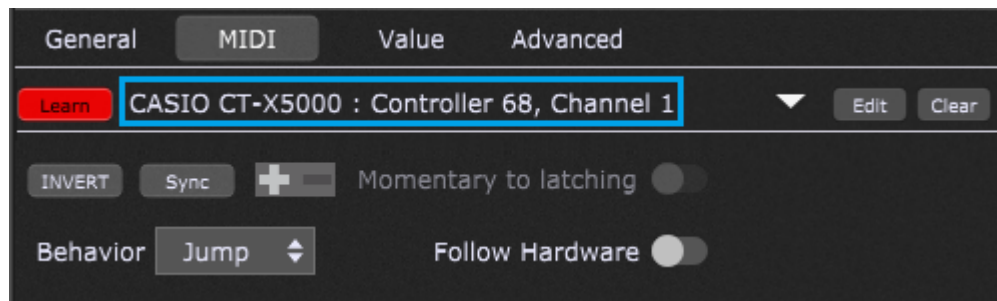 General MIDI Value Advanced
Learn CASIO CT-X5000 : Controller 68, Channel 1 Edit Clear
INVERT Sync Momentary to latching
Behavior Jump Follow Hardware